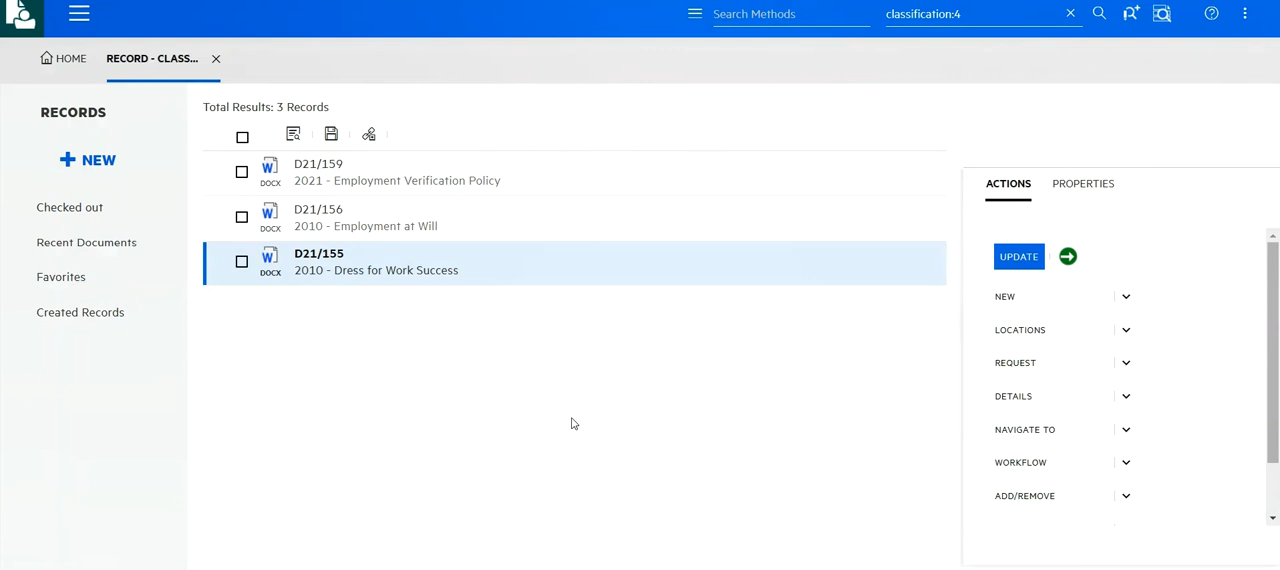 Search Methods
classification:4
HOME
RECORD - CLASS...
RECORDS
NEW
Checked out
Recent Documents
Favorites
Created Records
Total Results: 3 Records
W
DOCX
D21/159
2021 - Employment Verification Policy
W
DOCX
D21/156
2010 - Employment at Will
W
DOCX
D21/155
2010 - Dress for Work Success
ACTIONS
PROPERTIES
UPDATE
NEW
LOCATIONS
REQUEST
DETAILS
NAVIGATE TO
WORKFLOW
ADD/REMOVE